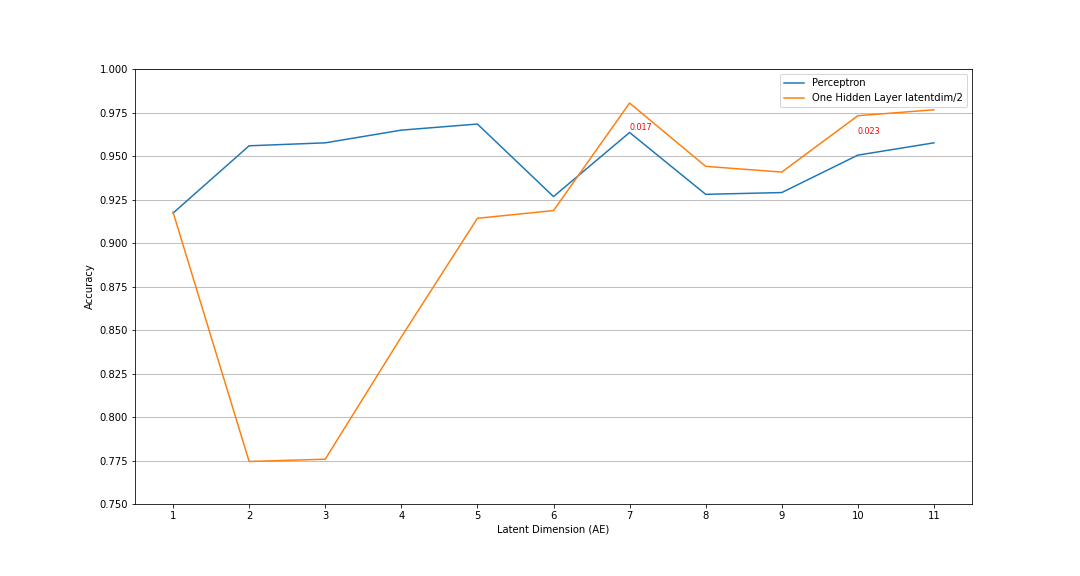 1.000
0.975
0.950
0.925
0.900
0.875
0.850
0.825
0.800
0.775
0.750
Accuracy
Perceptron
One Hidden Layer latentdim/2
0.017
0.023
1 2 3 4 5 6 7 8 9 10 11
Latent Dimension (AE)